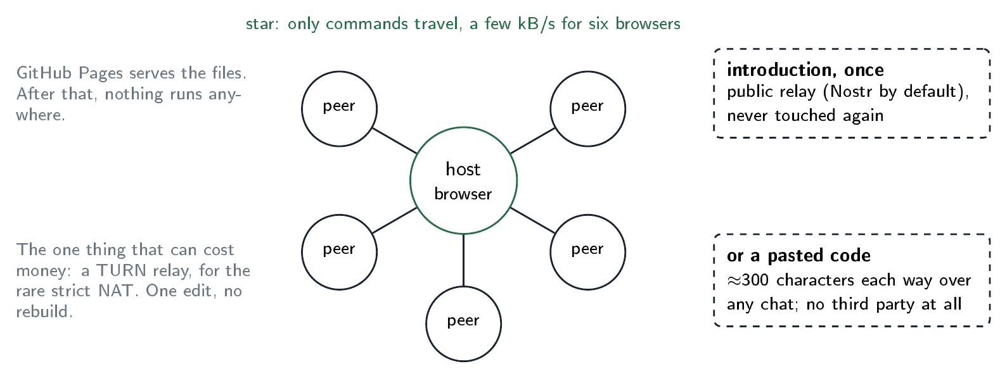 star: only commands travel, a few kB/s for six browsers
GitHub Pages serves the files.
After that, nothing runs any-
where.
peer
peer
introduction, once
public relay (Nostr by default),
never touched again
host
browser
The one thing that can cost
money: a TURN relay, for the
rare strict NAT. One edit, no
rebuild.
peer
peer
peer
or a pasted code
≈300 characters each way over
any chat; no third party at all